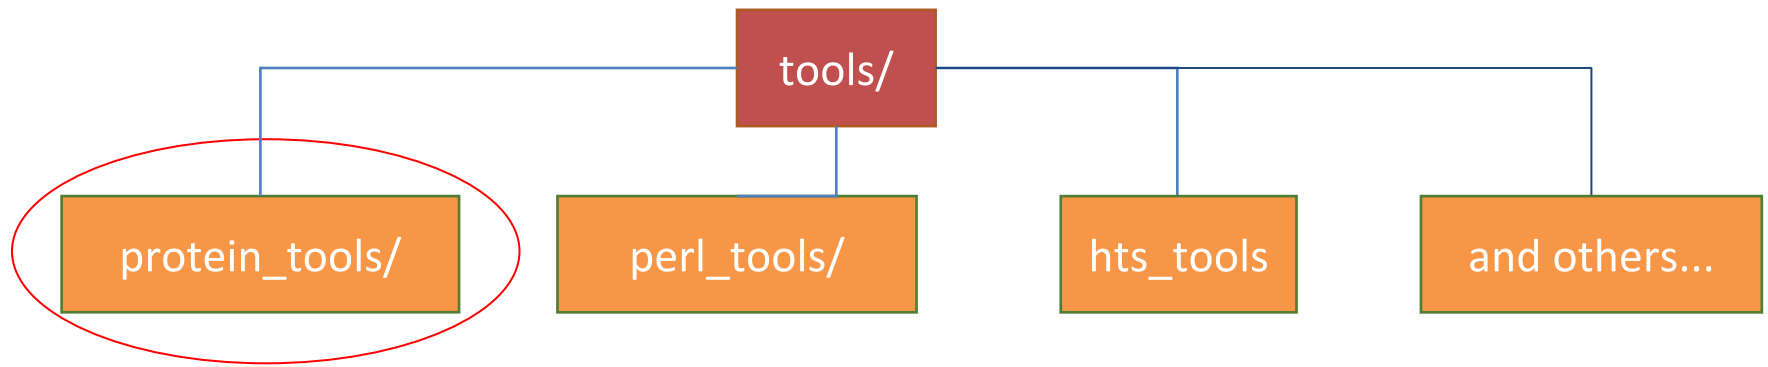 tools/
protein_tools/
perl_tools/
hts_tools
and others...